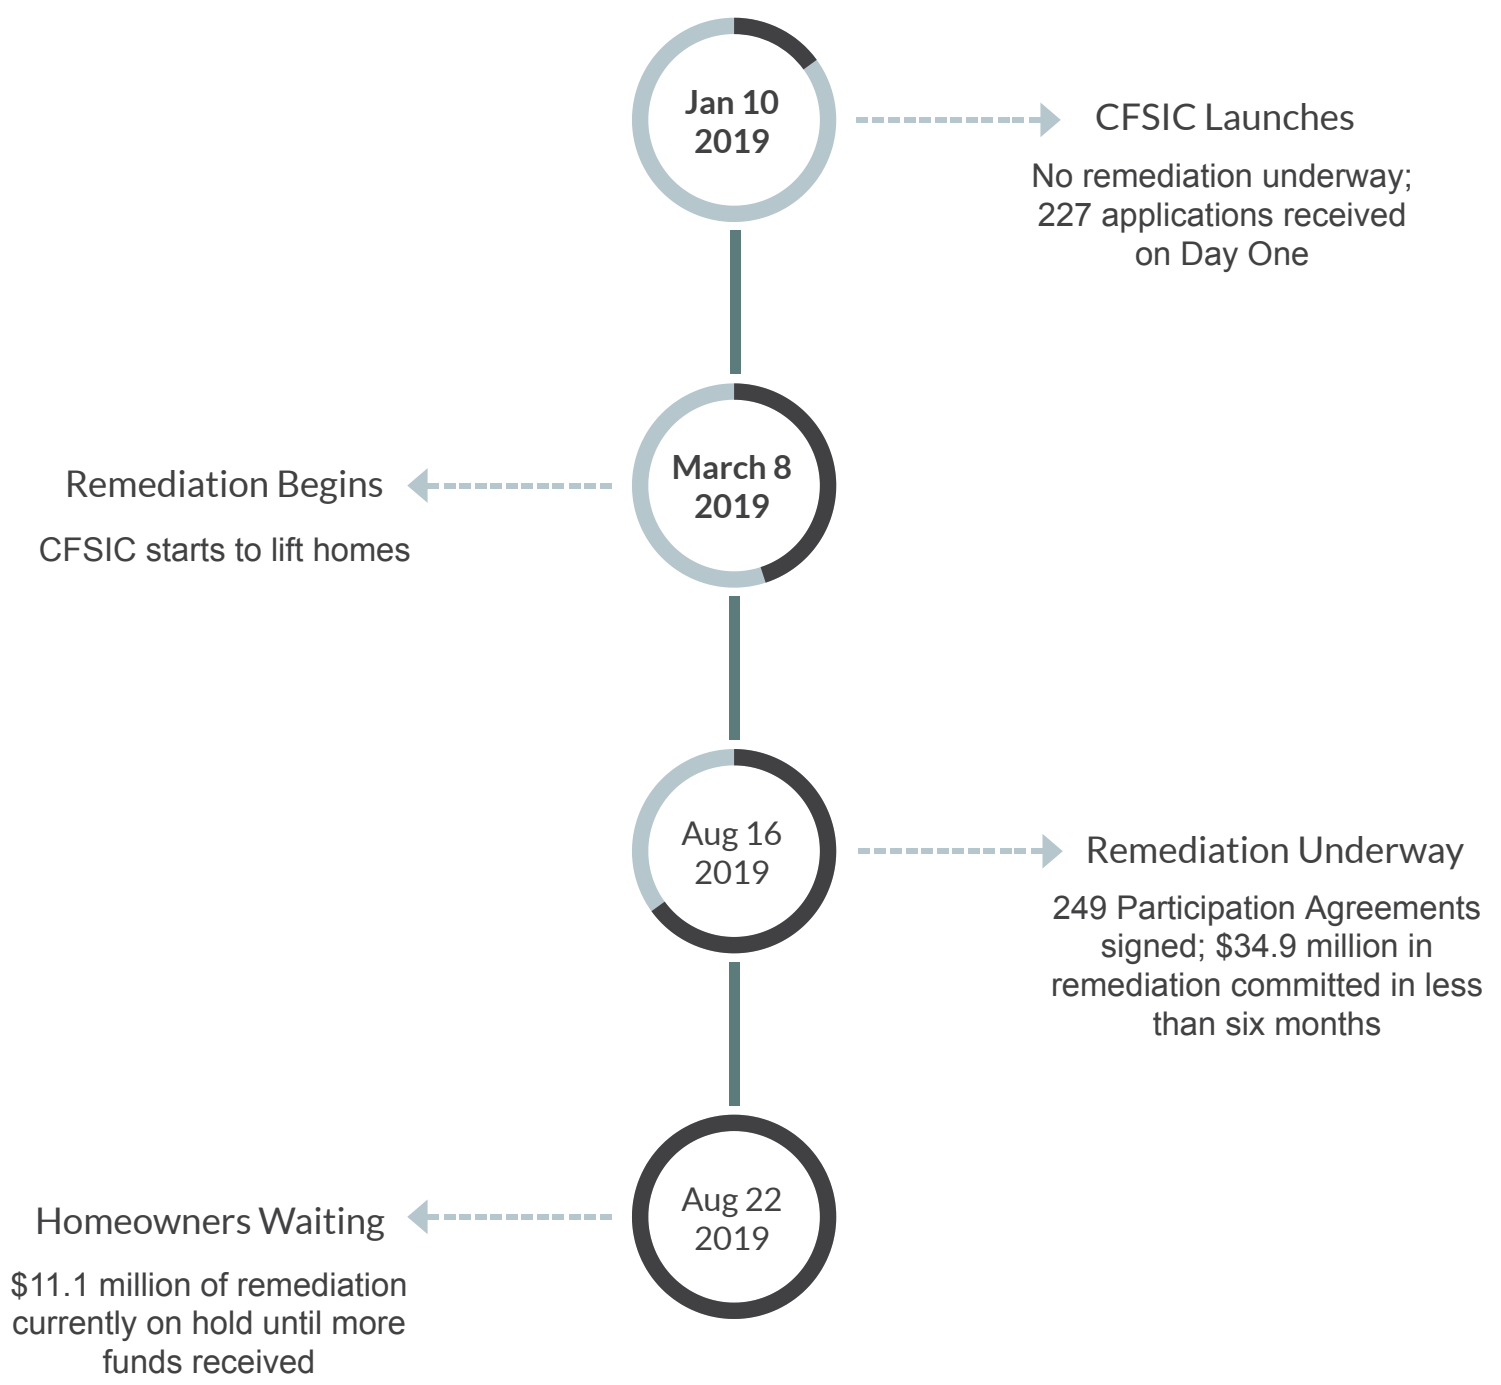 Jan 10
2019
CFSIC Launches
No remediation underway;
227 applications received
on Day One
March 8
2019
Remediation Begins
CFSIC starts to lift homes
Aug 16
2019
Remediation Underway
249 Participation Agreements
signed; $34.9 million in
remediation committed in less
than six months
Aug 22
2019
Homeowners Waiting
$11.1 million of remediation
currently on hold until more
funds received